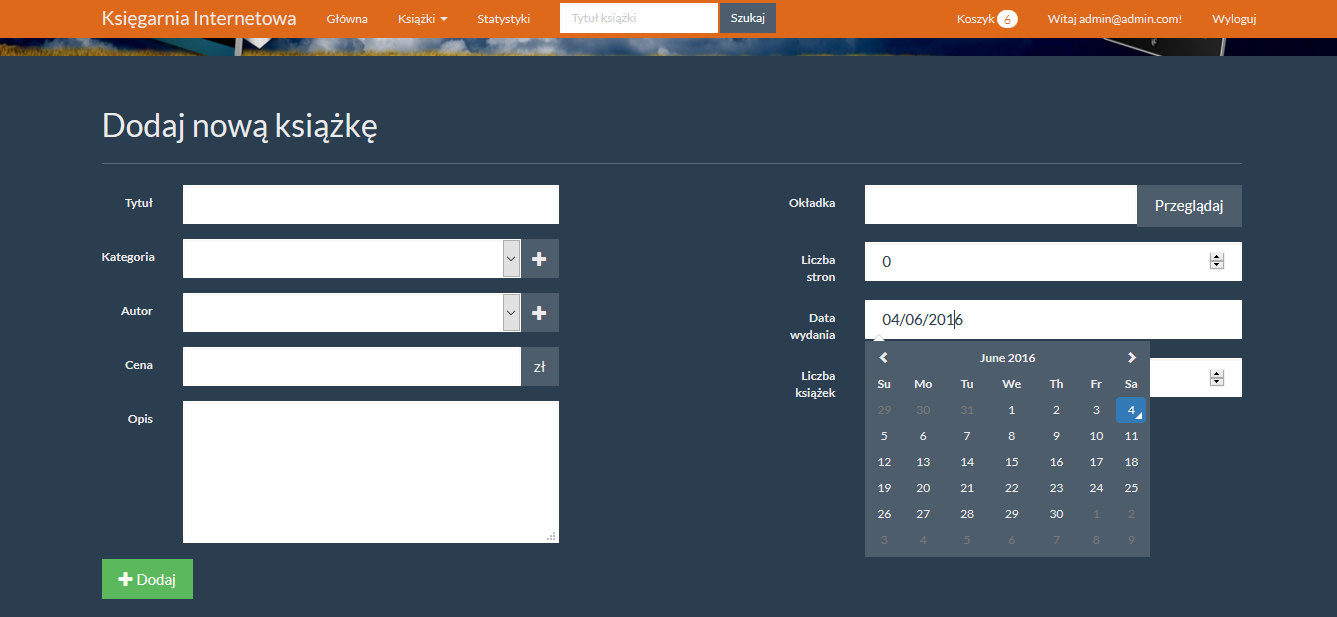 Księgarnia Internetowa Główna Książki Statystyki Tytuł książki Szukaj Koszyk 6 Witaj admin@admin.com! Wyloguj
Dodaj nową książkę
Tytuł
Kategoria
Autor
Cena zł
Opis
Dodaj
Okładka Przeglądaj
Liczba
stron
0
Data
wydania
04/06/2016
Liczba
książek
June 2016
Su Mo Tu We Th Fr Sa
29 30 31 1 2 3 4
5 6 7 8 9 10 11
12 13 14 15 16 17 18
19 20 21 22 23 24 25
26 27 28 29 30 1 2
3 4 5 6 7 8 9